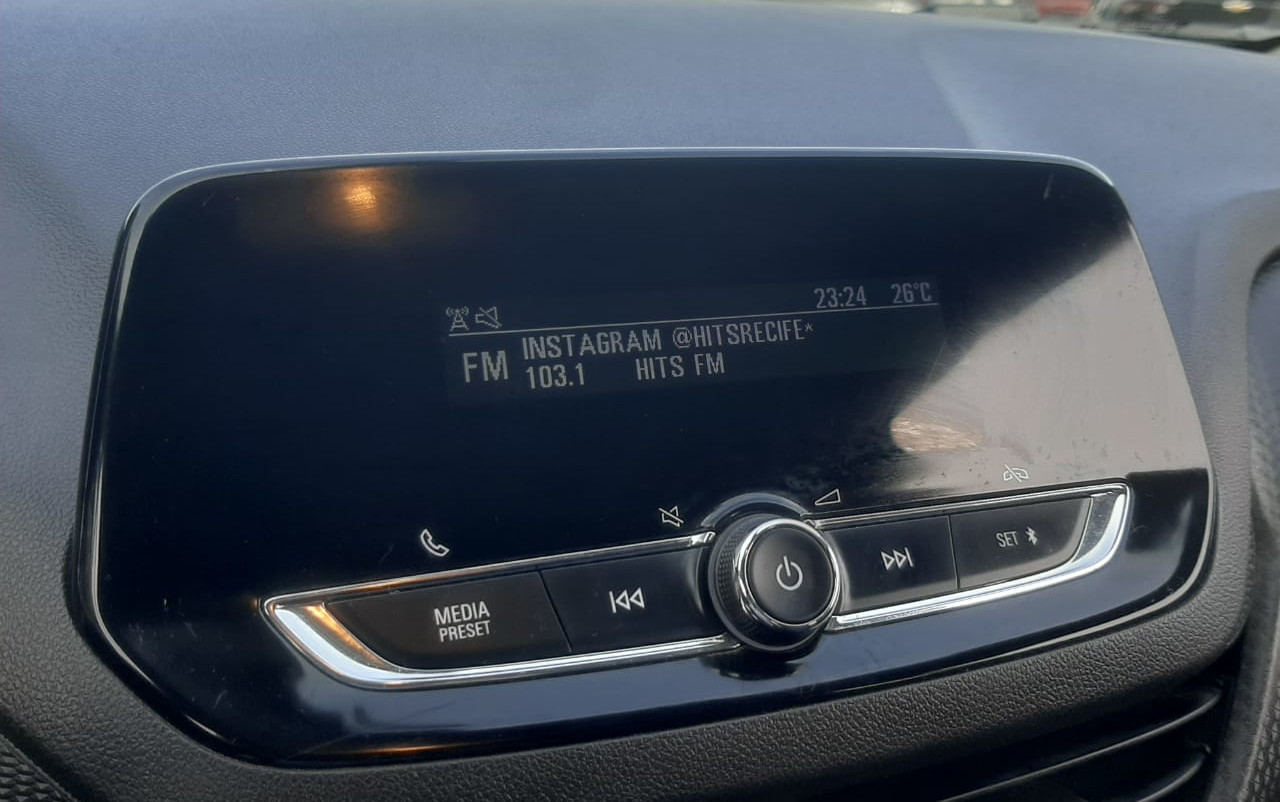 23:24 26°C
INSTAGRAM @HITSRECIFE*
FM 103.1 HITS FM
MEDIA
PRESET
SET